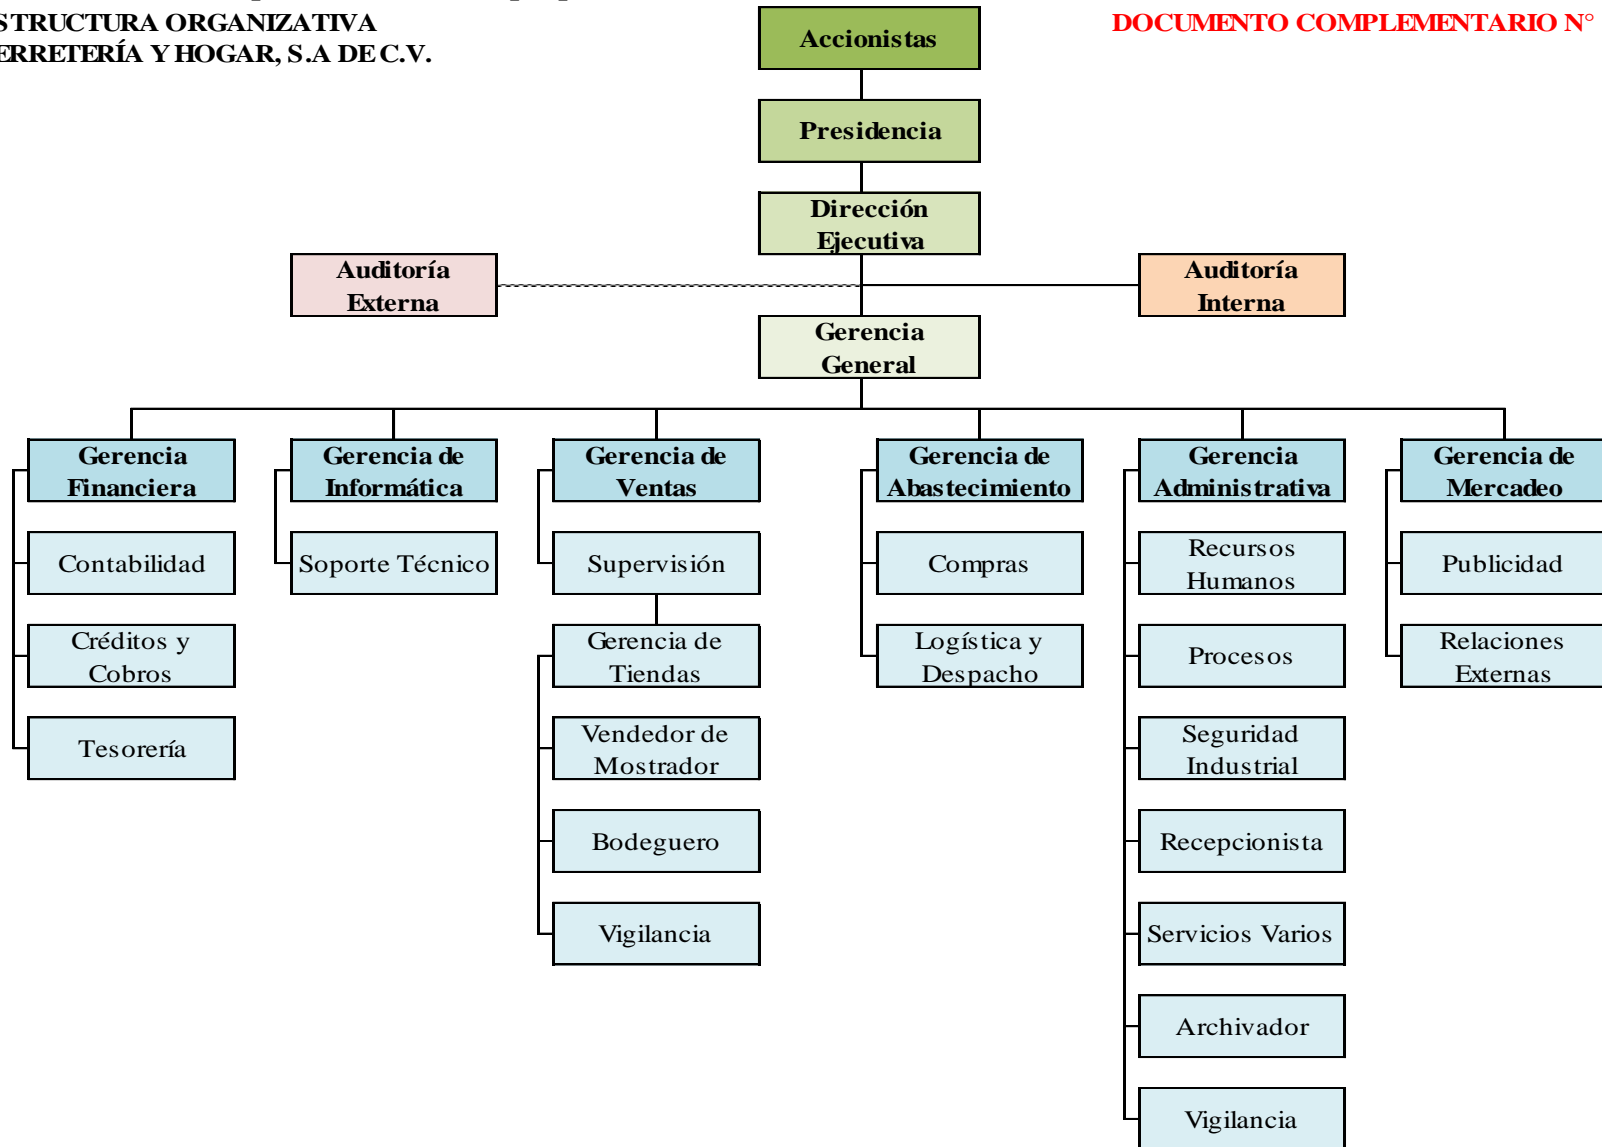 STRUCTURA ORGANIZATIVA
ERRETERÍA Y HOGAR, S.A DE C.V.
DOCUMENTO COMPLEMENTARIO N°
Accionistas
Presidencia
Dirección
Ejecutiva
Auditoría
Externa
Auditoría
Interna
Gerencia
General
Gerencia
Financiera
Contabilidad
Créditos y
Cobros
Tesorería
Gerencia de
Informática
Soporte Técnico
Gerencia de
Ventas
Supervisión
Gerencia de
Tiendas
Vendedor de
Mostrador
Bodeguero
Vigilancia
Gerencia de
Abastecimiento
Compras
Logística y
Despacho
Gerencia
Administrativa
Recursos
Humanos
Procesos
Seguridad
Industrial
Recepcionista
Servicios Varios
Archivador
Vigilancia
Gerencia de
Mercadeo
Publicidad
Relaciones
Externas